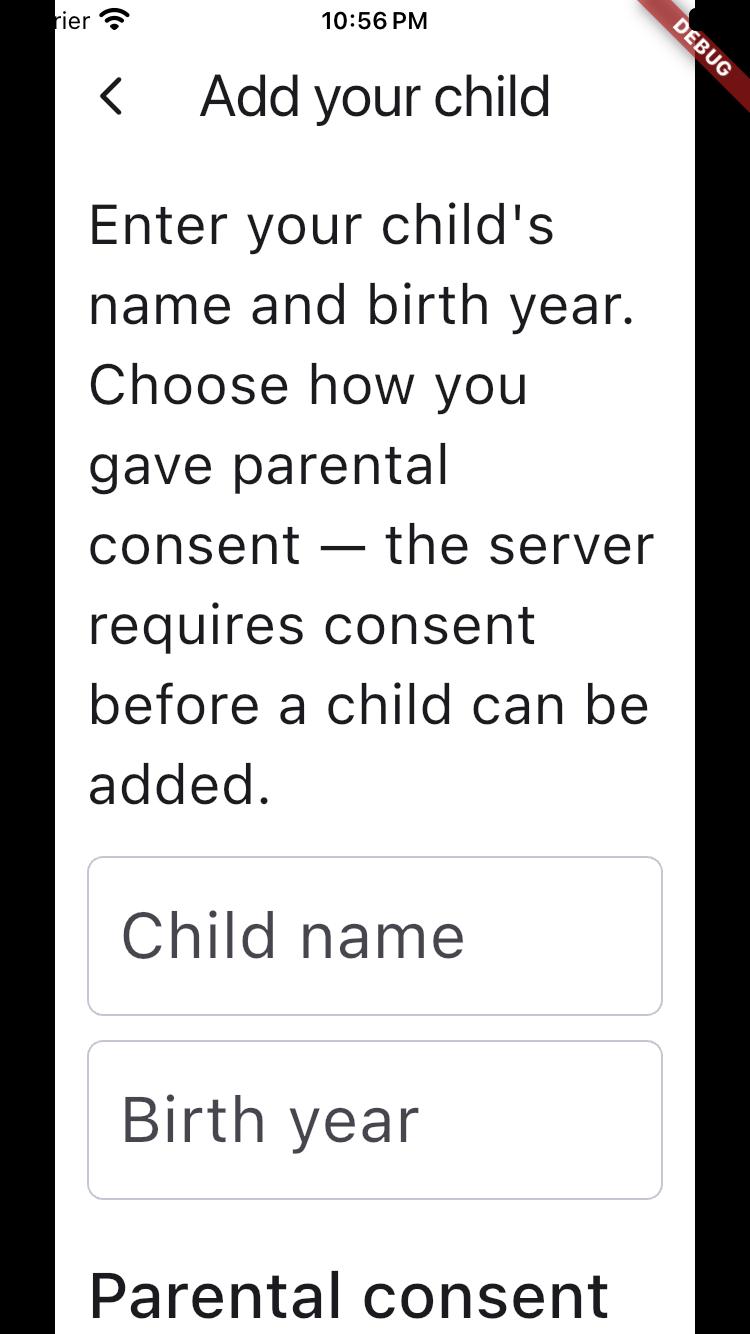 rier 10:56 PM
DEBUG
Add your child
Enter your child's
name and birth year.
Choose how you
gave parental
consent — the server
requires consent
before a child can be
added.
Child name
Birth year
Parental consent